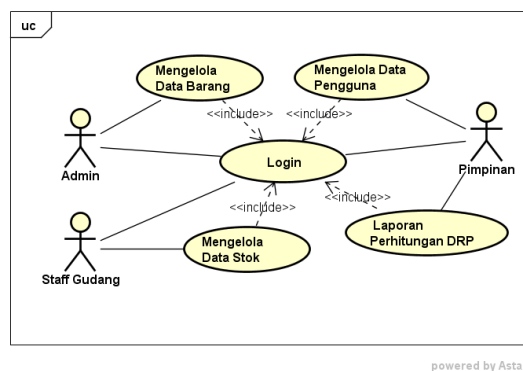 uc
Mengelola
Data Barang
Mengelola Data
Pengguna
<<include>>
<<include>>
Admin
Login
Pimpinan
<<include>>
<<include>>
Staff Gudang
Mengelola
Data Stok
Laporan
Perhitungan DRP
powered by Asta